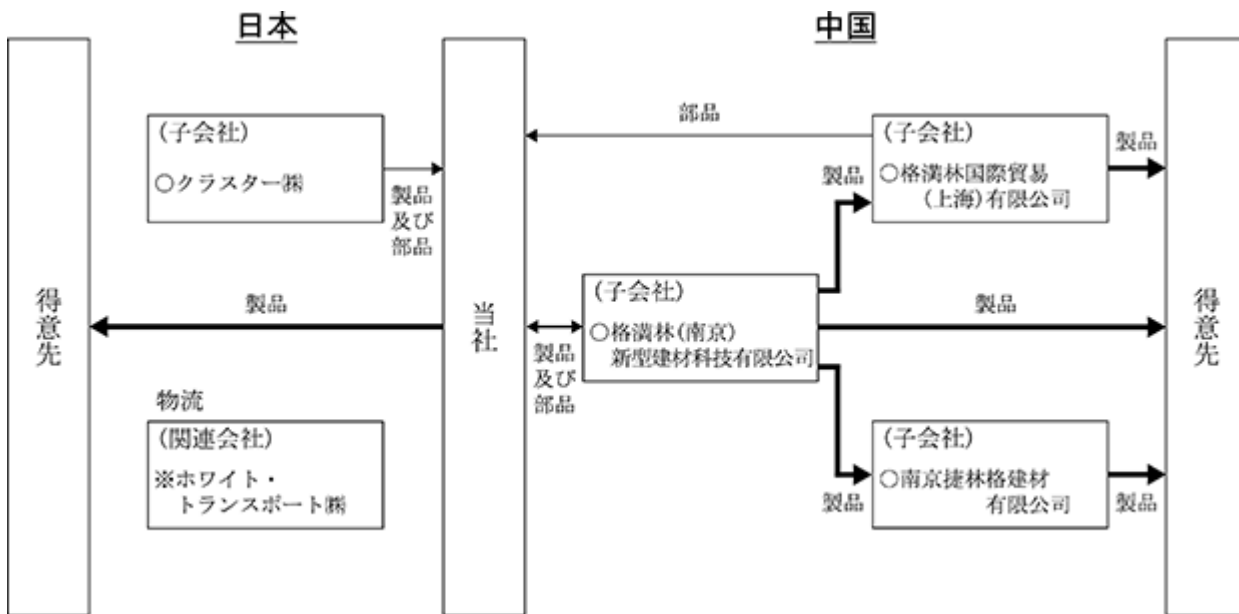 日本
中国
得意先
(子会社)
○クラスター㈱
製品
及び
部品
製品
物流
(関連会社)
※ホワイト・
トランスポート㈱
当社
部品
製品
及び
部品
(子会社)
○格満林(南京)
新型建材科技有限公司
製品
(子会社)
○格満林国際貿易
(上海)有限公司
製品
製品
製品
(子会社)
○南京捷林格建材
有限公司
製品
得意先